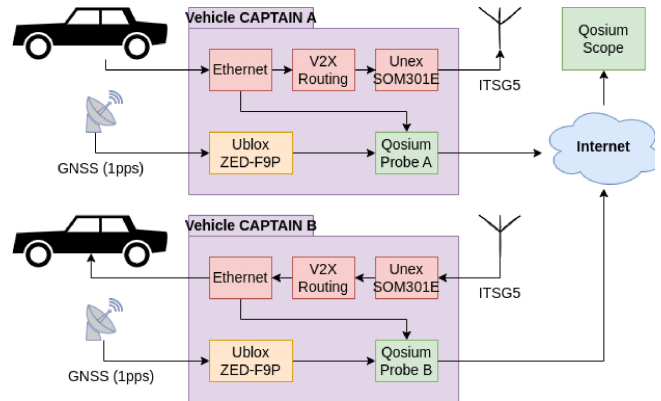 Vehicle CAPTAIN A
Ethernet
V2X
Routing
Unex
SOM301E
ITSG5
Qosium
Scope
GNSS (1pps)
Ublox
ZED-F9P
Qosium
Probe A
Internet
Vehicle CAPTAIN B
Ethernet
V2X
Routing
Unex
SOM301E
ITSG5
GNSS (1pps)
Ublox
ZED-F9P
Qosium
Probe B